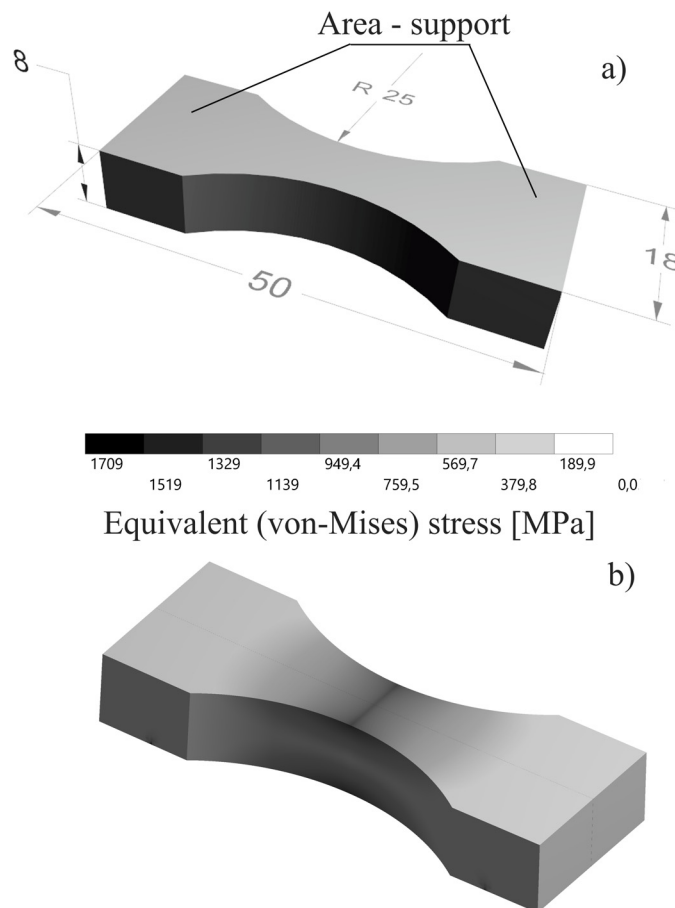 Area - support
a)
8
R 25
50
18
1709 1329 949,4 569,7 189,9
1519 1139 759,5 379,8 0,0
Equivalent (von-Mises) stress [MPa]
b)